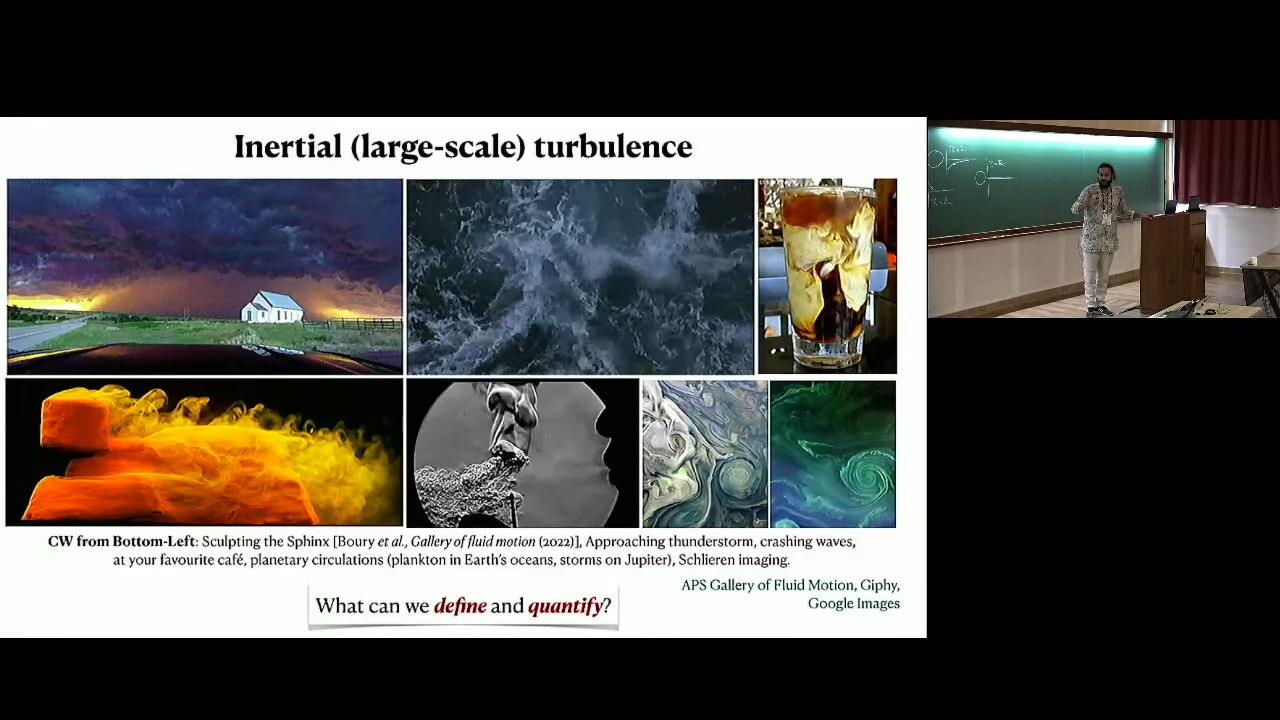 Inertial (large-scale) turbulence
CW from Bottom-Left: Sculpting the Sphinx [Boury et al., Gallery of fluid motion (2022)], Approaching thunderstorm, crashing waves,
at your favourite café, planetary circulations (plankton in Earth's oceans, storms on Jupiter), Schlieren imaging.
APS Gallery of Fluid Motion, Giphy,
Google Images
What can we define and quantify?